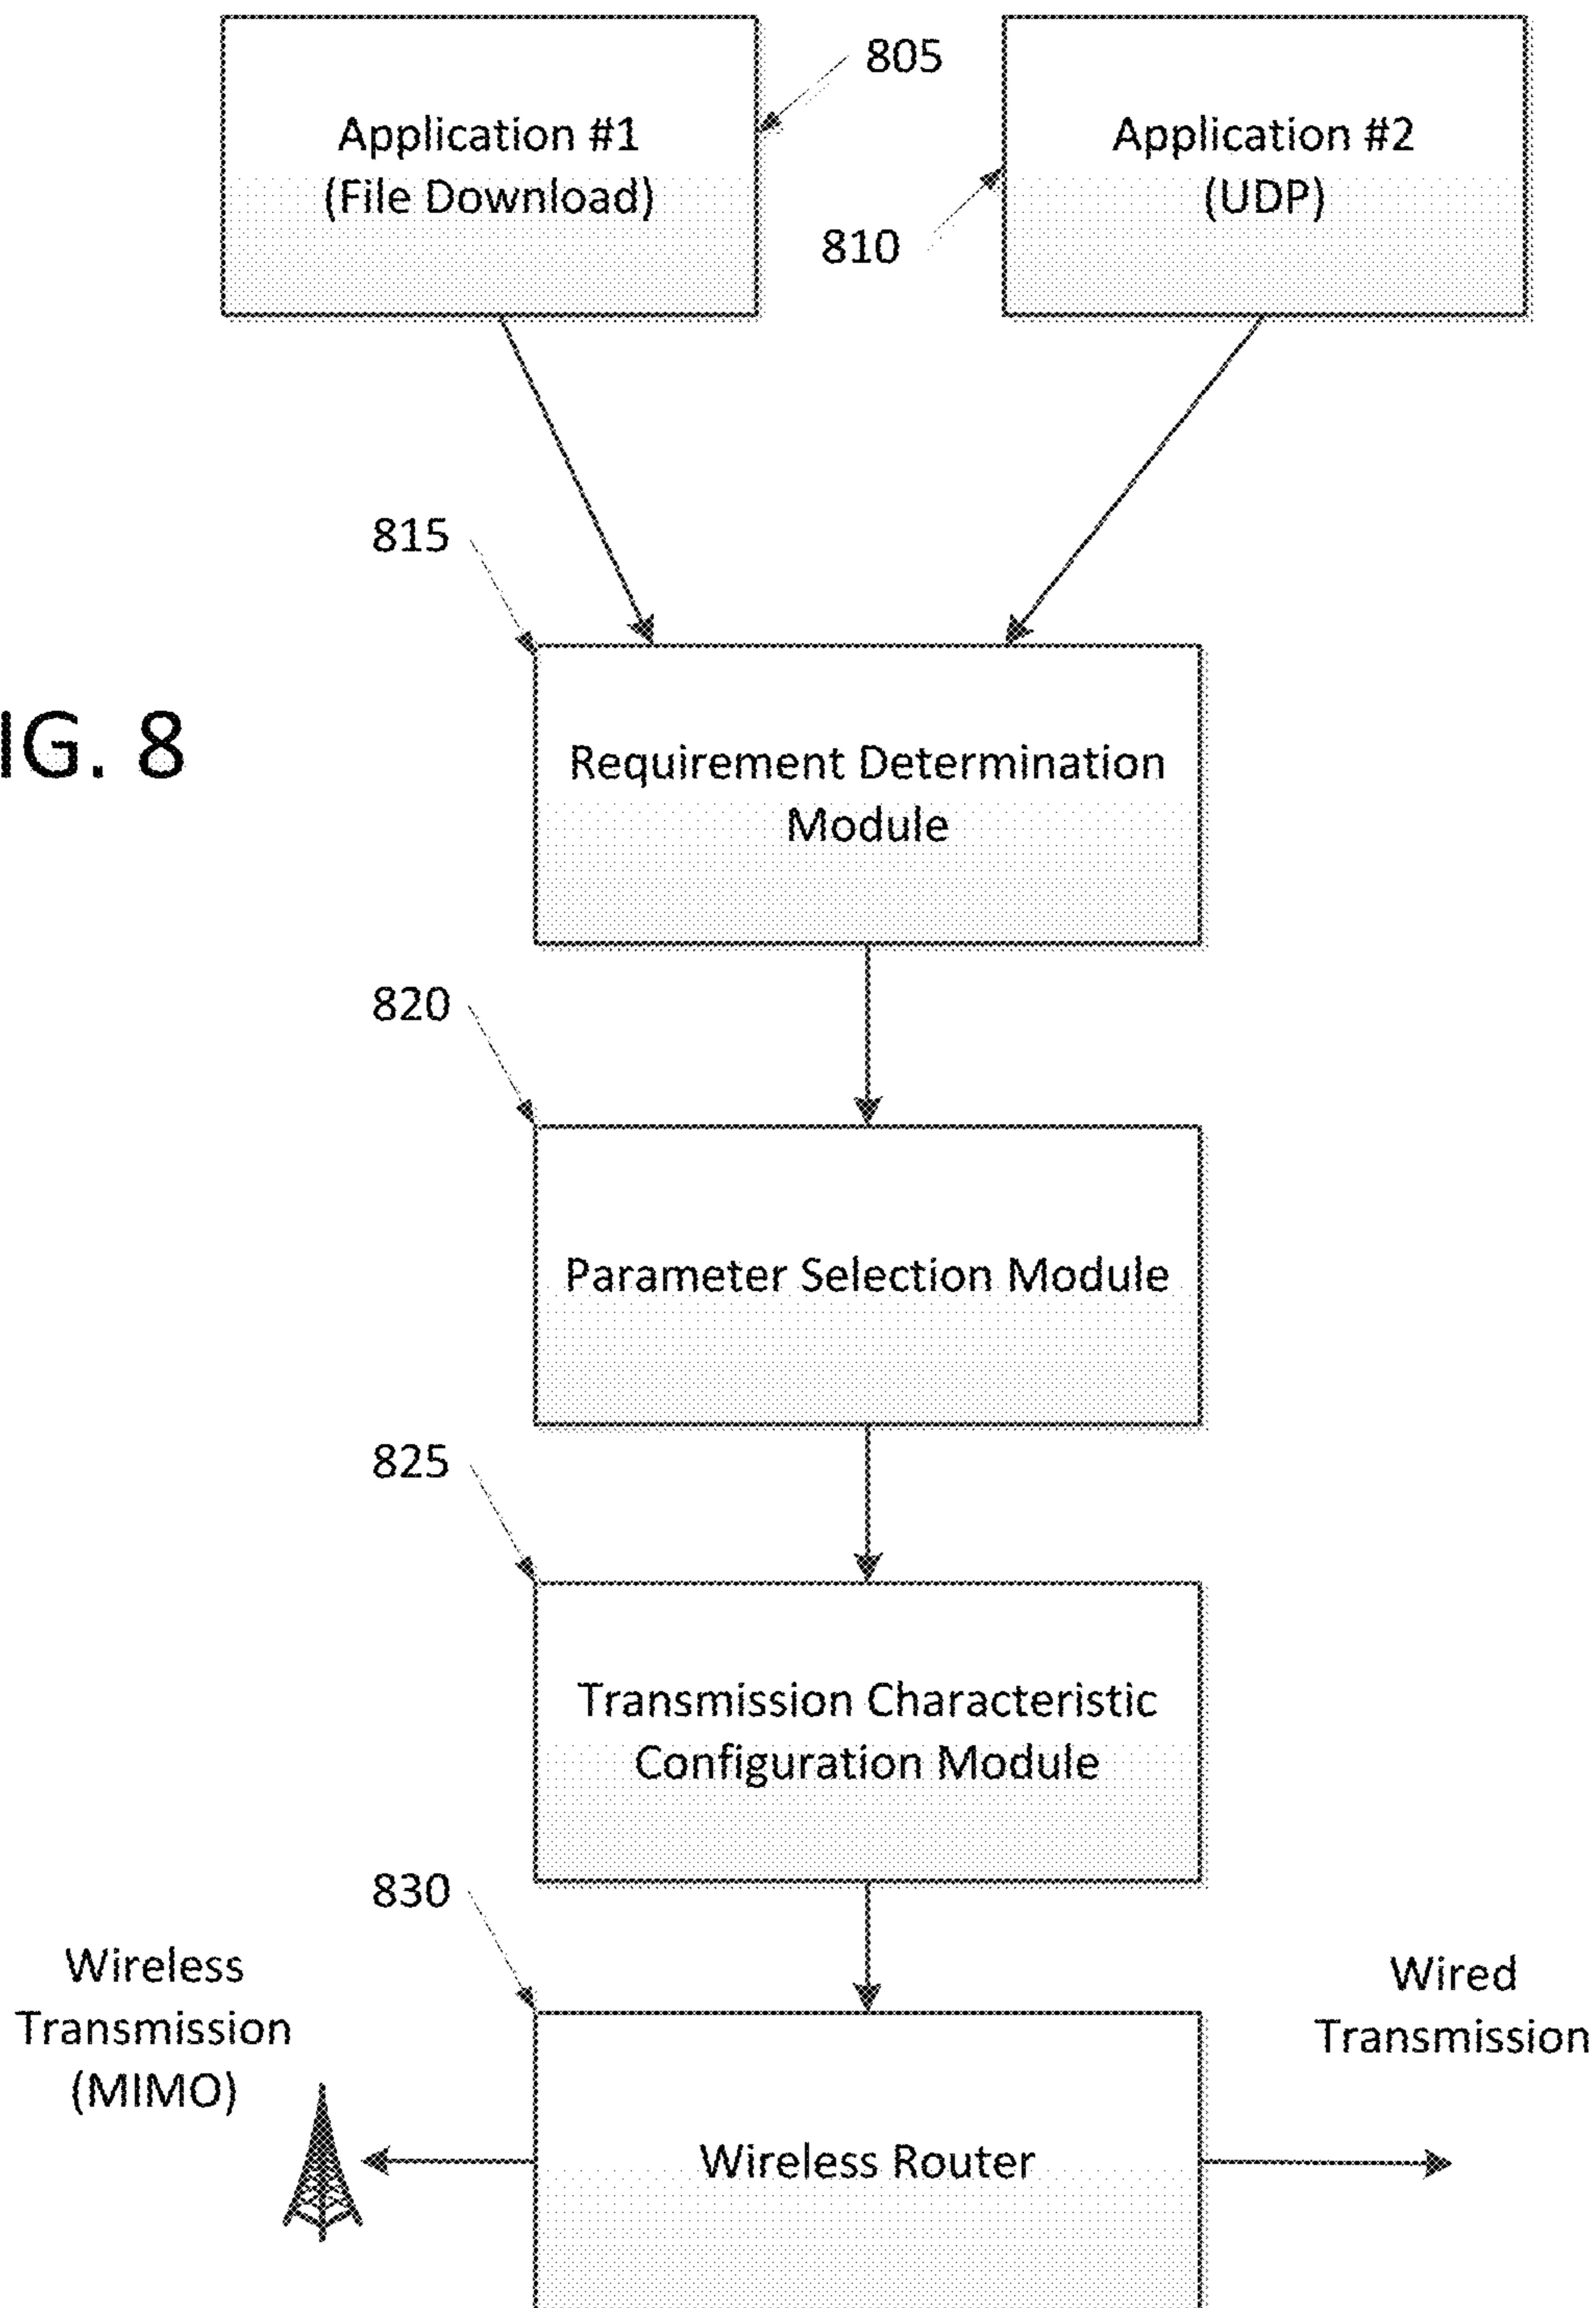 805
Application #1
(File Download)
Application #2
(UDP)
810
815
IG. 8
Requirement Determination
Module
820
Parameter Selection Module
825
Transmission Characteristic
Configuration Module
830
Wireless
Transmission
(MIMO)
Wired
Transmission
Wireless Router